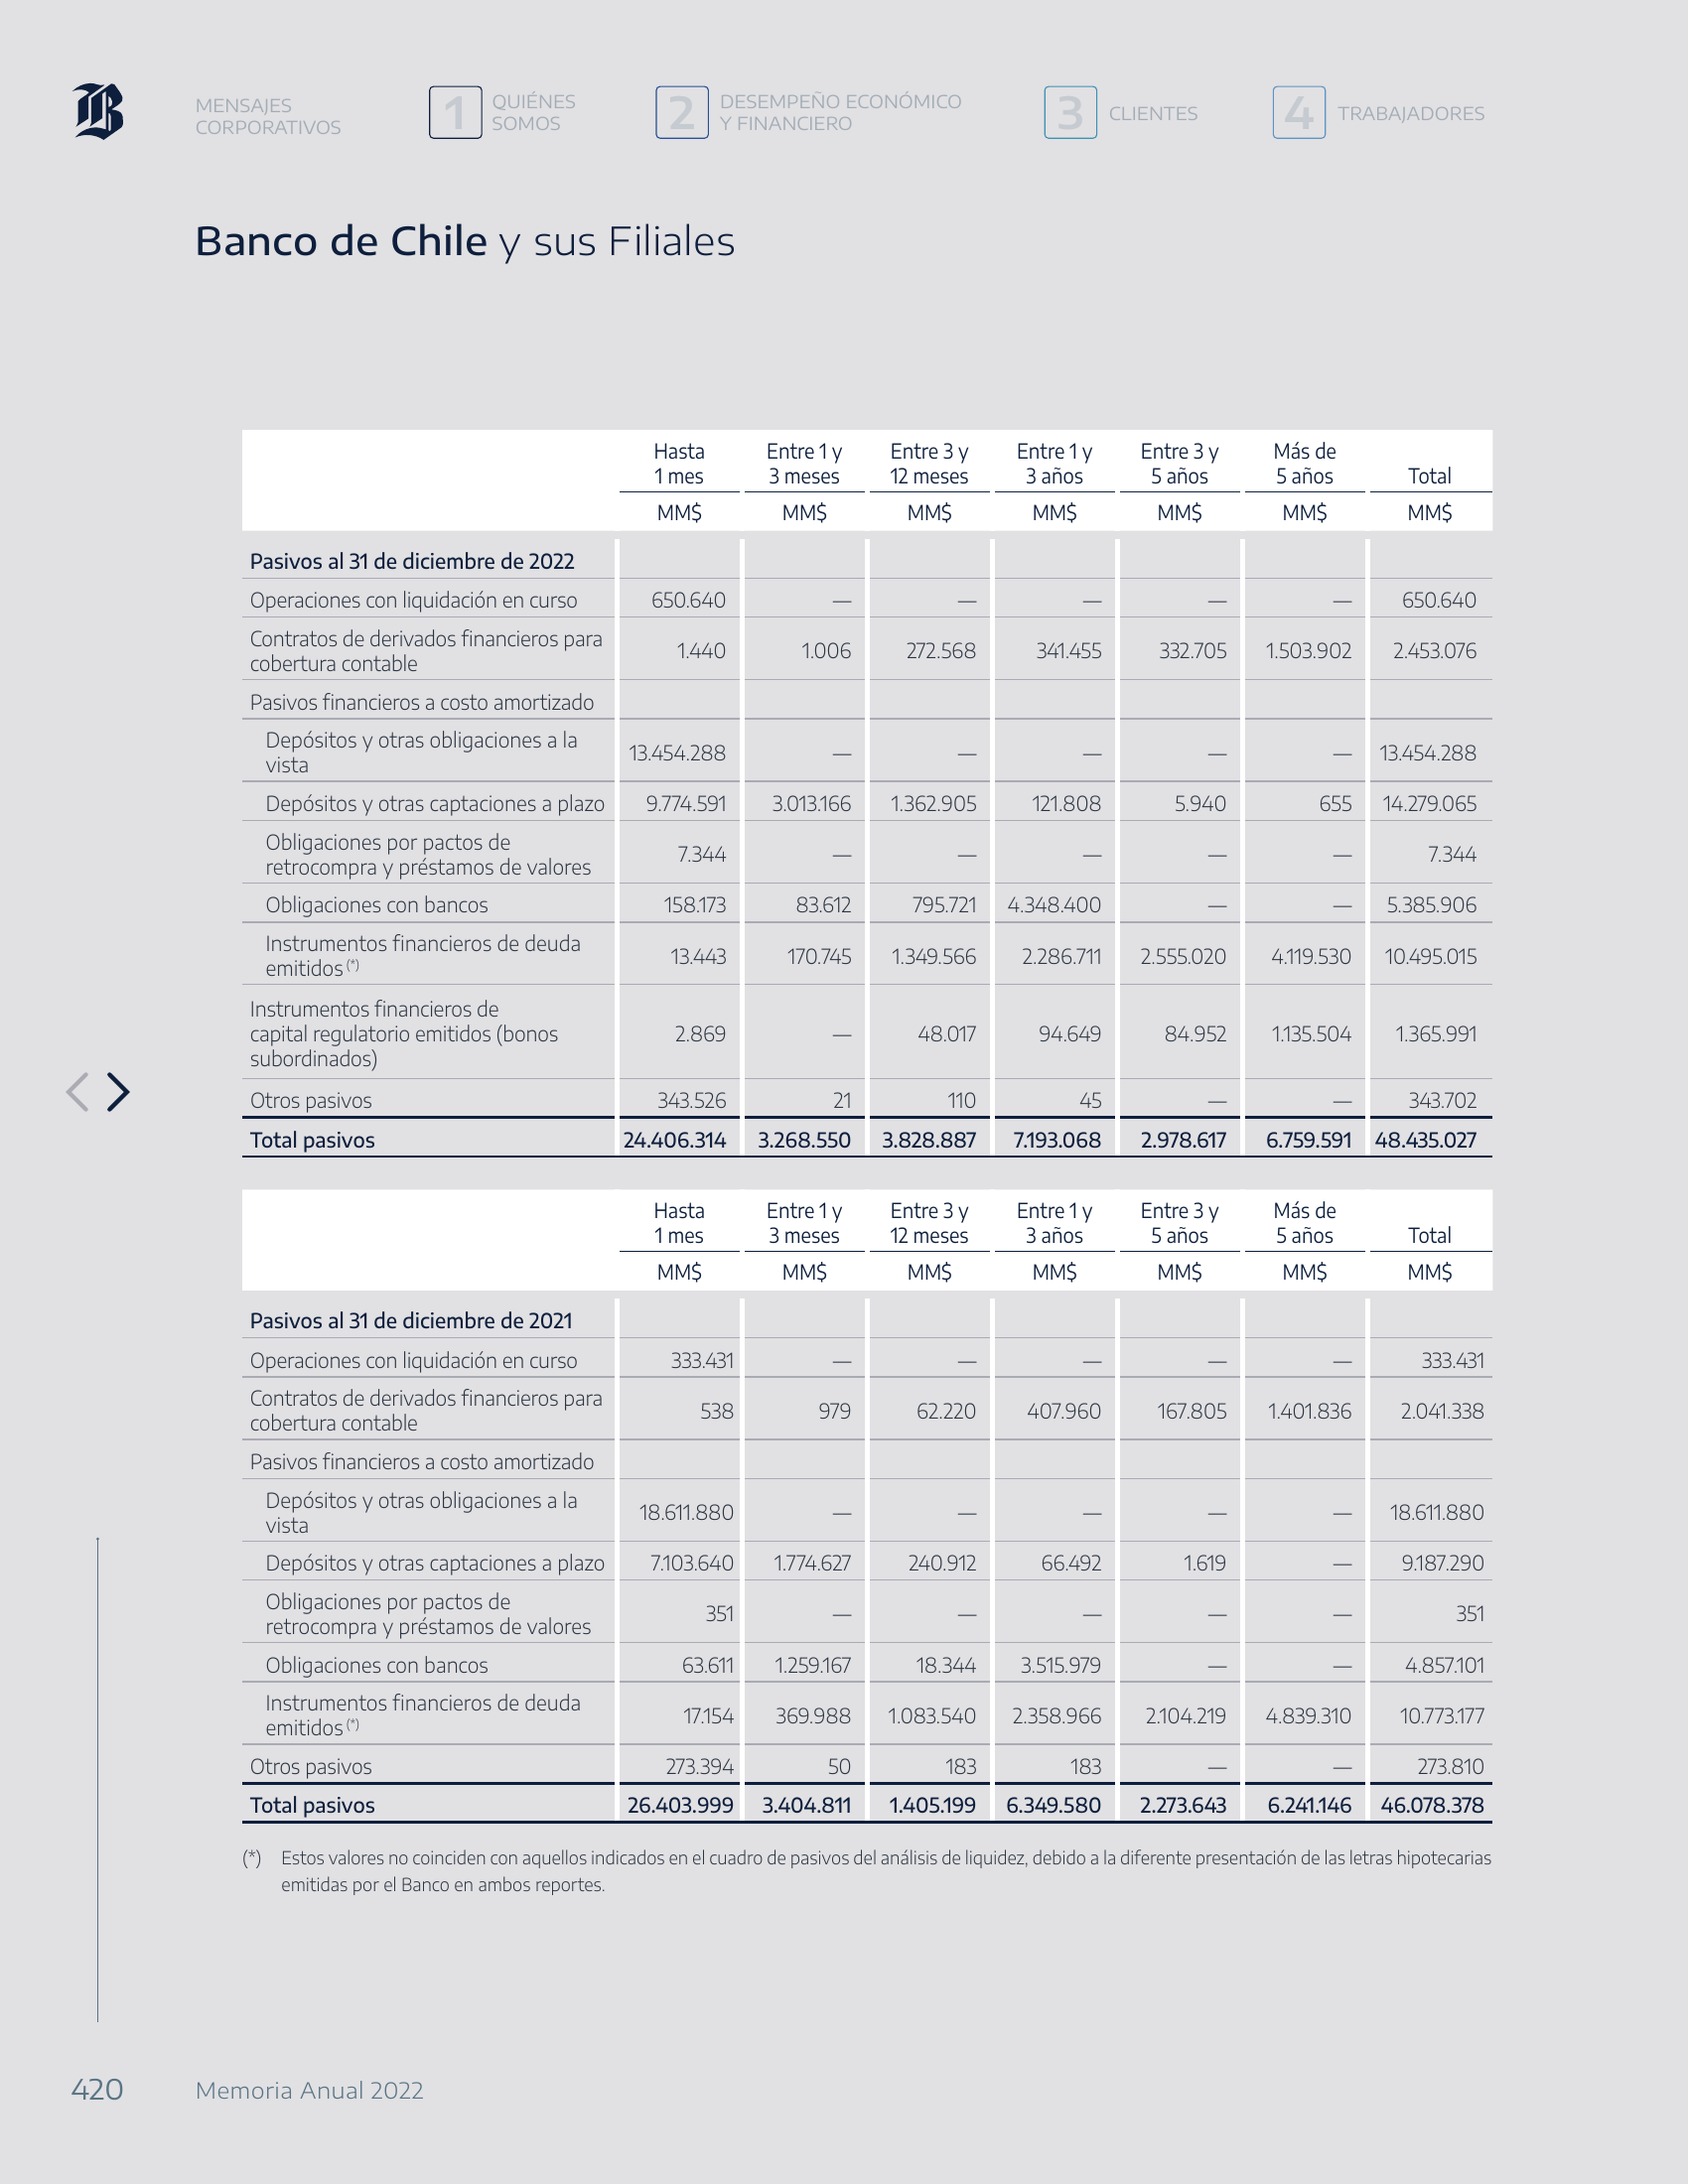 MENSAJES
CORPORATIVOS
1 QUIÉNES
SOMOS
2 DESEMPEÑO ECONÓMICO
Y FINANCIERO
3 CLIENTES
4 TRABAJADORES
Banco de Chile y sus Filiales
Hasta Entre 1 y Entre 3 y Entre 1 y Entre 3 y Más de
1 mes 3 meses 12 meses 3 años 5 años 5 años Total
MM$ MM$ MM$ MM$ MM$ MM$ MM$
Pasivos al 31 de diciembre de 2022
Operaciones con liquidación en curso 650.640 — — — — — 650.640
Contratos de derivados financieros para
cobertura contable 1.440 1.006 272.568 341.455 332.705 1.503.902 2.453.076
Pasivos financieros a costo amortizado
Depósitos y otras obligaciones a la
vista 13.454.288 — — — — — 13.454.288
Depósitos y otras captaciones a plazo 9.774.591 3.013.166 1.362.905 121.808 5.940 655 14.279.065
Obligaciones por pactos de
retrocompra y préstamos de valores 7.344 — — — — — 7.344
Obligaciones con bancos 158.173 83.612 795.721 4.348.400 — — 5.385.906
Instrumentos financieros de deuda
emitidos (*) 13.443 170.745 1.349.566 2.286.711 2.555.020 4.119.530 10.495.015
Instrumentos financieros de
capital regulatorio emitidos (bonos 2.869 — 48.017 94.649 84.952 1.135.504 1.365.991
subordinados)
Otros pasivos 343.526 21 110 45 — — 343.702
Total pasivos 24.406.314 3.268.550 3.828.887 7.193.068 2.978.617 6.759.591 48.435.027
Hasta Entre 1 y Entre 3 y Entre 1 y Entre 3 y Más de
1 mes 3 meses 12 meses 3 años 5 años 5 años Total
MM$ MM$ MM$ MM$ MM$ MM$ MM$
Pasivos al 31 de diciembre de 2021
Operaciones con liquidación en curso 333.431 — — — — — 333.431
Contratos de derivados financieros para
cobertura contable 538 979 62.220 407.960 167.805 1.401.836 2.041.338
Pasivos financieros a costo amortizado
Depósitos y otras obligaciones a la
vista 18.611.880 — — — — — 18.611.880
Depósitos y otras captaciones a plazo 7.103.640 1.774.627 240.912 66.492 1.619 — 9.187.290
Obligaciones por pactos de
retrocompra y préstamos de valores 351 — — — — — 351
Obligaciones con bancos 63.611 1.259.167 18.344 3.515.979 — — 4.857.101
Instrumentos financieros de deuda
emitidos (*) 17.154 369.988 1.083.540 2.358.966 2.104.219 4.839.310 10.773.177
Otros pasivos 273.394 50 183 183 — — 273.810
Total pasivos 26.403.999 3.404.811 1.405.199 6.349.580 2.273.643 6.241.146 46.078.378
(*) Estos valores no coinciden con aquellos indicados en el cuadro de pasivos del análisis de liquidez, debido a la diferente presentación de las letras hipotecarias
emitidas por el Banco en ambos reportes.
420 Memoria Anual 2022